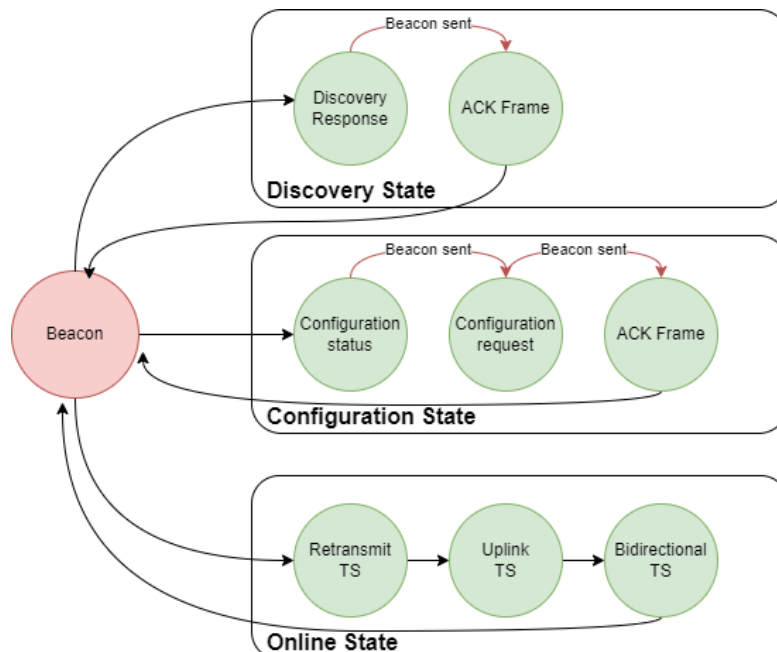 Beacon sent
Discovery
Response
ACK Frame
Discovery State
Beacon sent
Beacon sent
Beacon
Configuration
status
Configuration
request
ACK Frame
Configuration State
Retransmit
TS
Uplink
TS
Bidirectional
TS
Online State